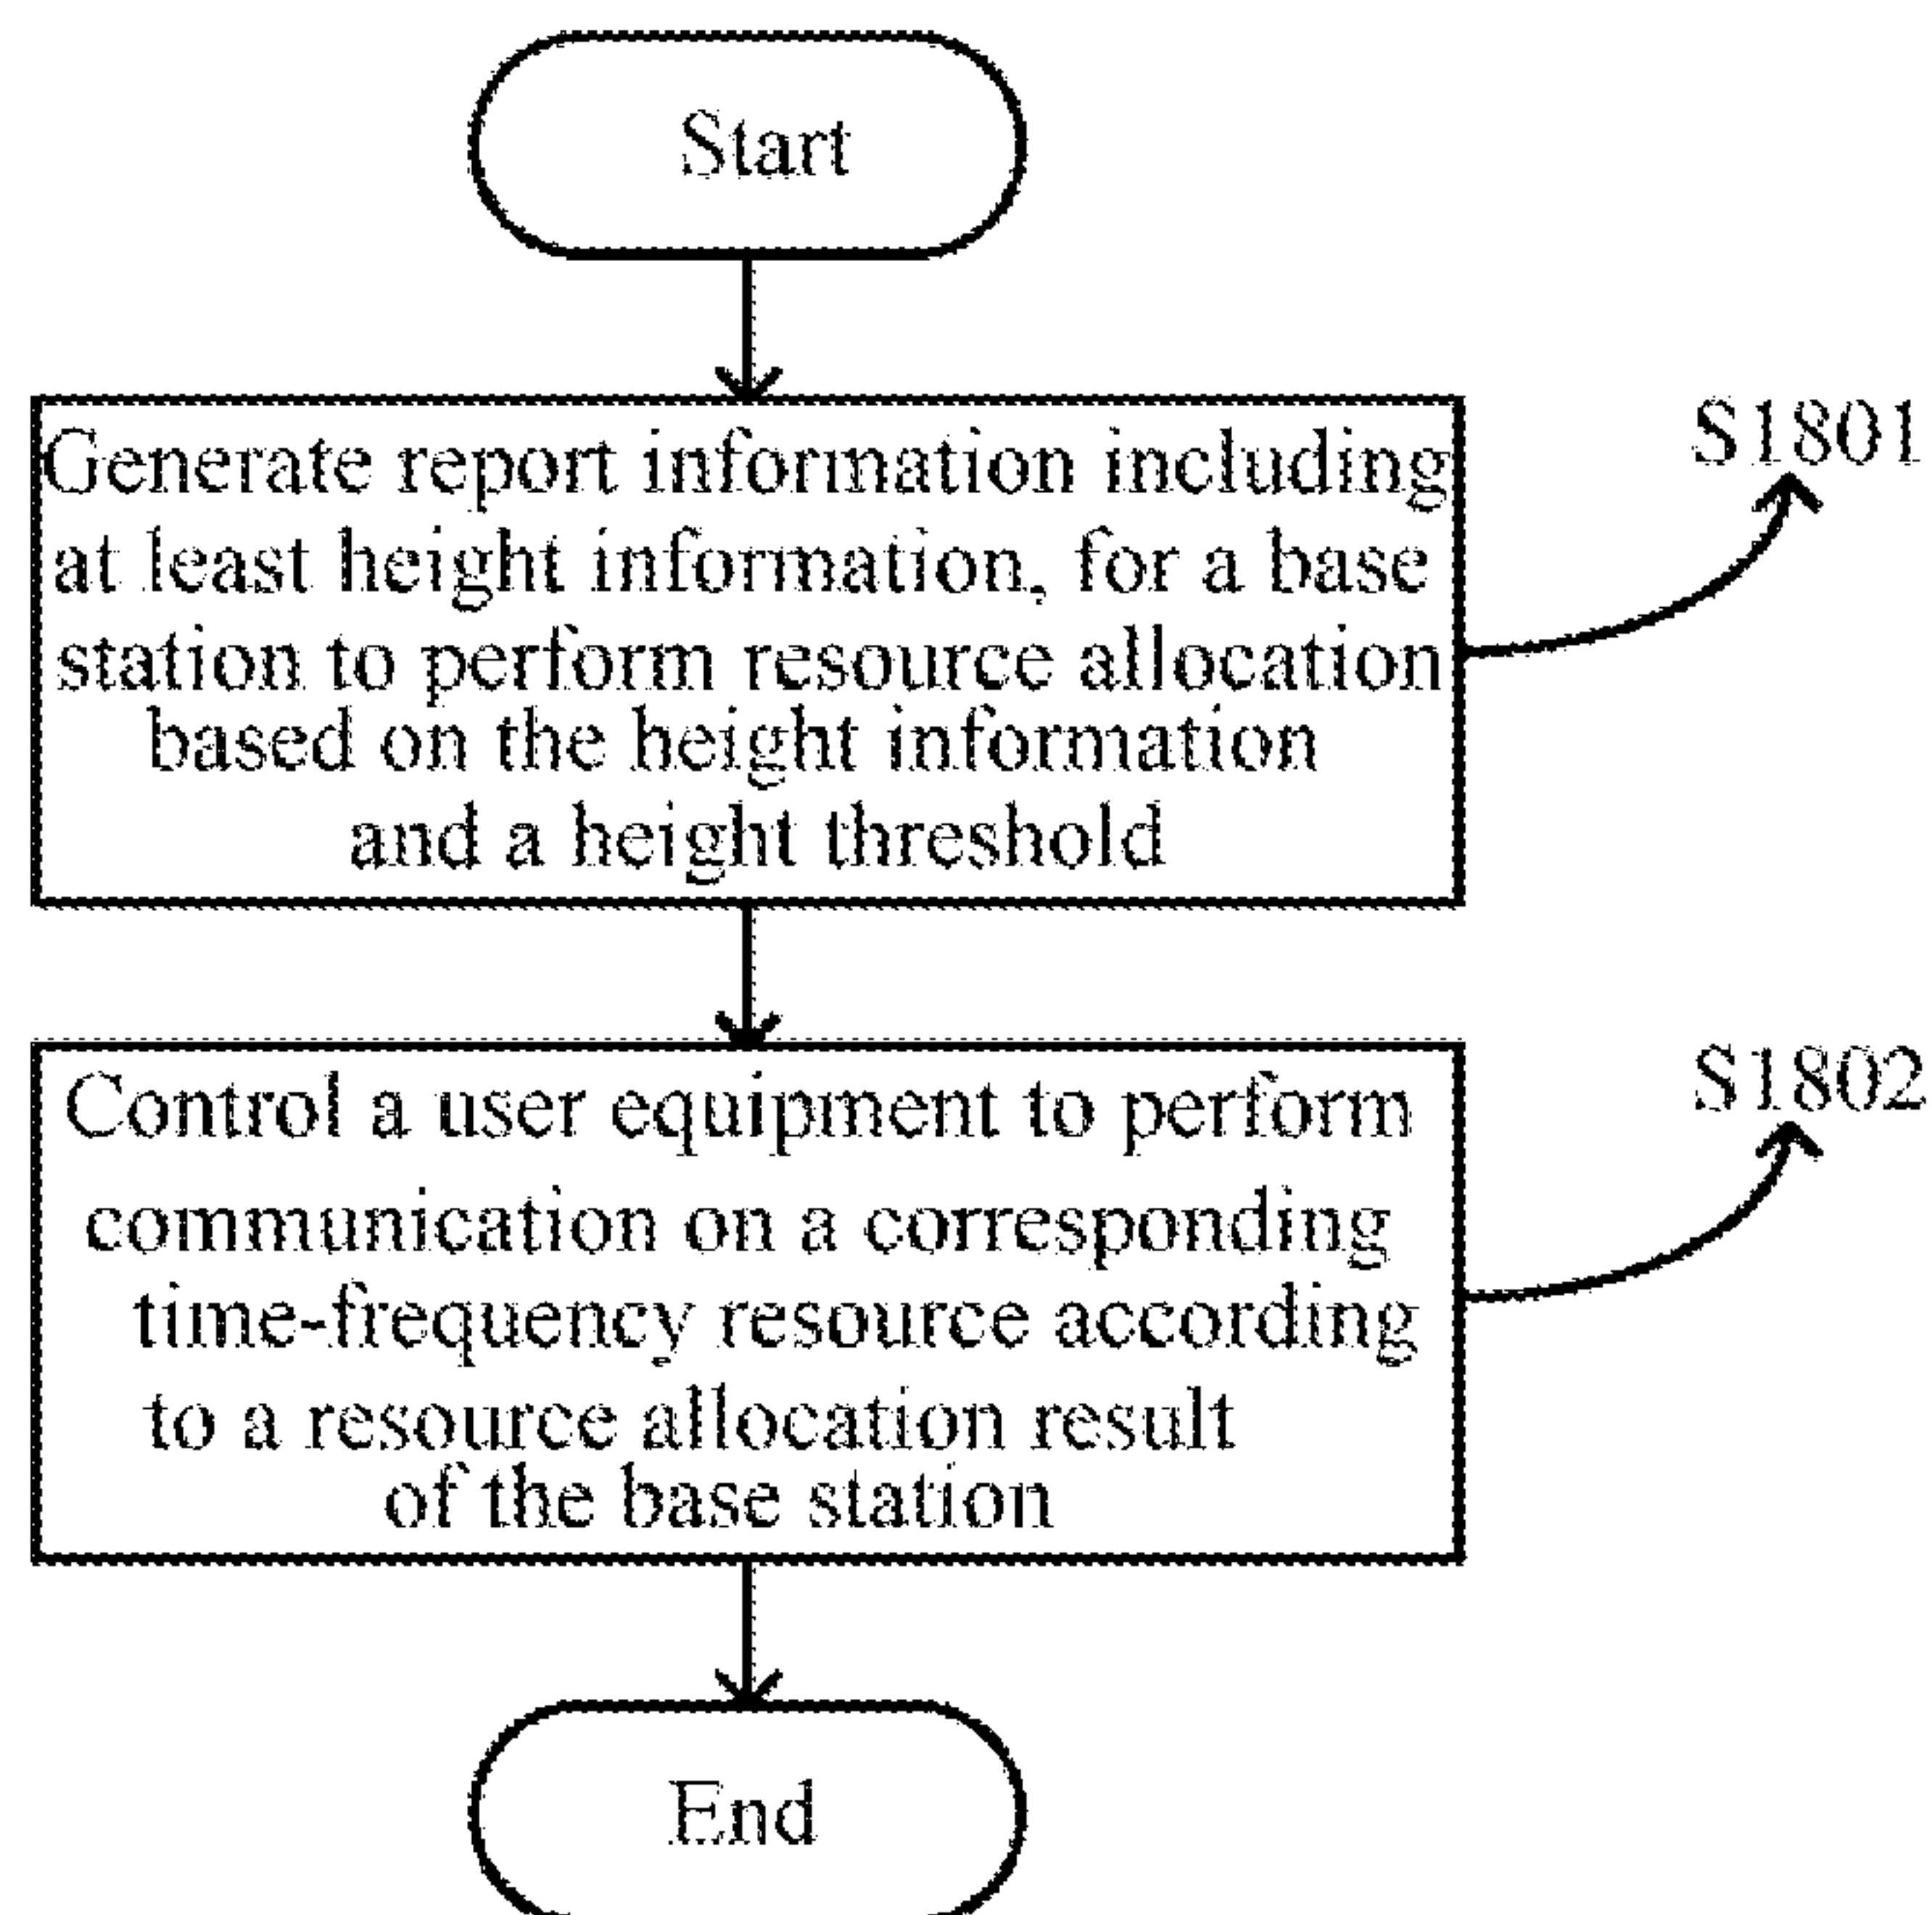 Start
Generate report information including
S1801
at least height information, for a base
station to perform resource allocation
based on the height information
and a height threshold
Control a user equipment to perform
S1802
communication on a corresponding
time-frequency resource according
to a resource allocation result
of the base station
End